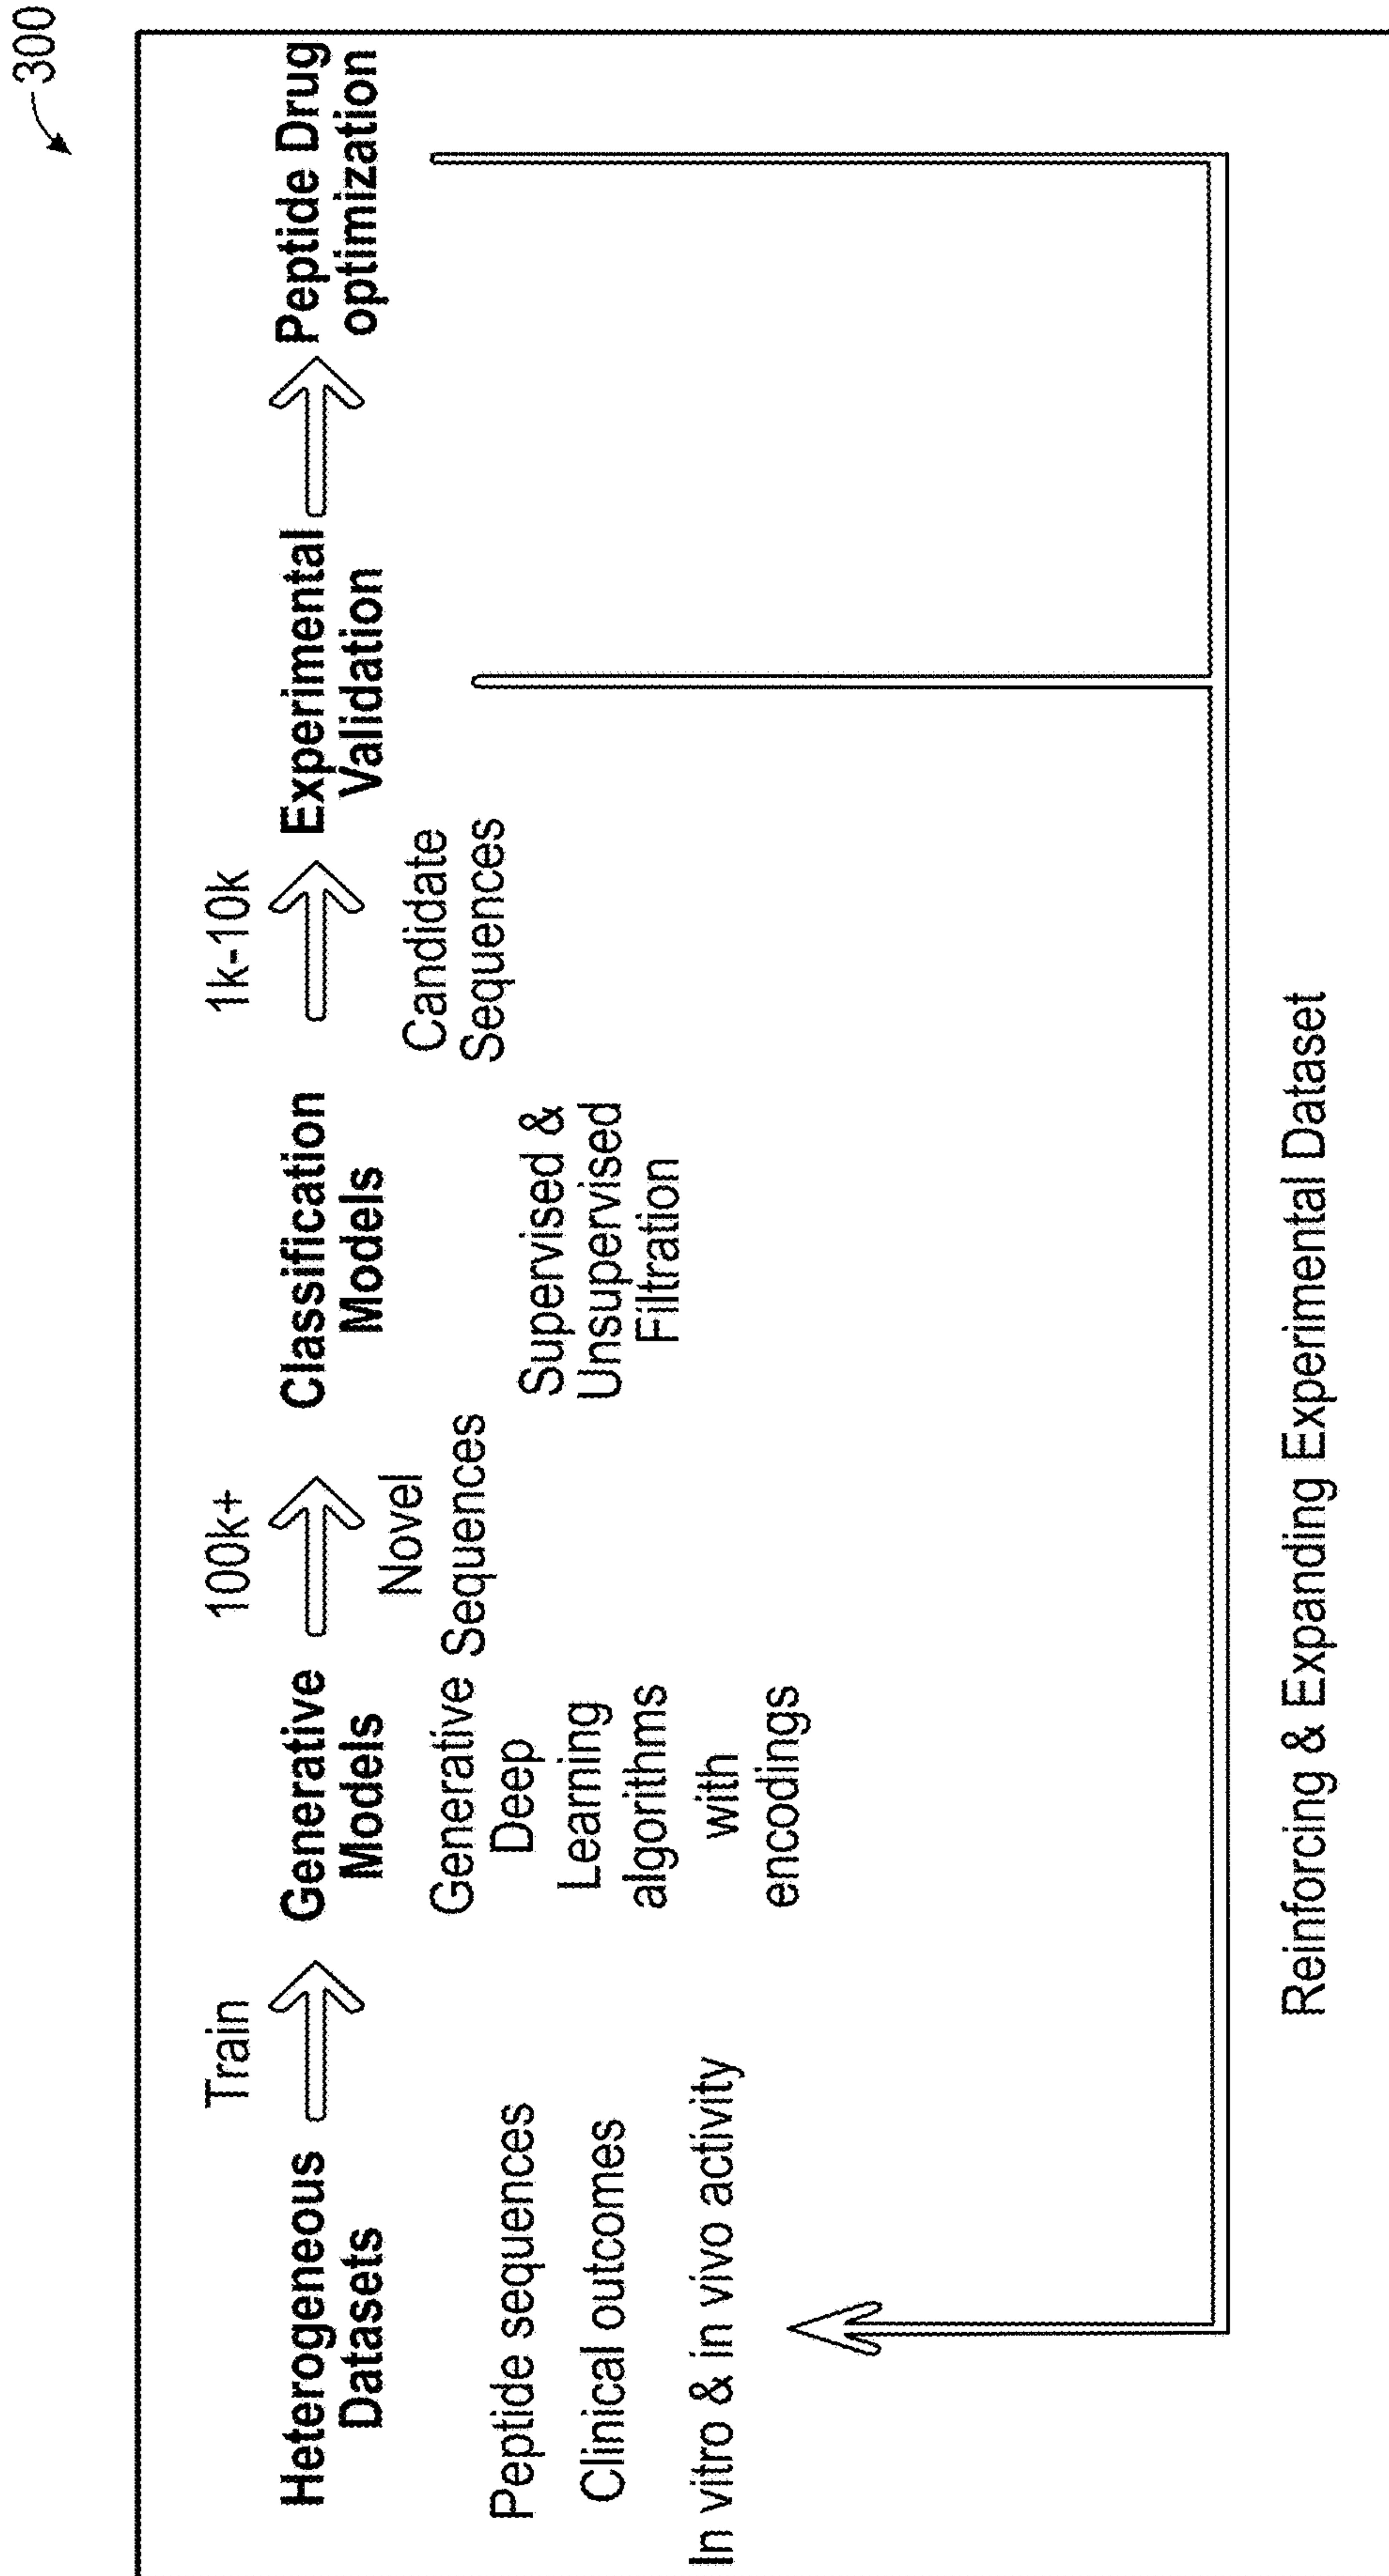 300
Heterogeneous
Datasets
Peptide sequences
Clinical outcomes
In vitro & in vivo activity
Train
Generative
Models
Generative
Deep
Learning
algorithms
with
encodings
100k+
Novel
Sequences
Classification
Models
Supervised &
Unsupervised
Filtration
1k-10k
Candidate
Sequences
Experimental
Validation
Peptide Drug
optimization
Reinforcing & Expanding Experimental Dataset